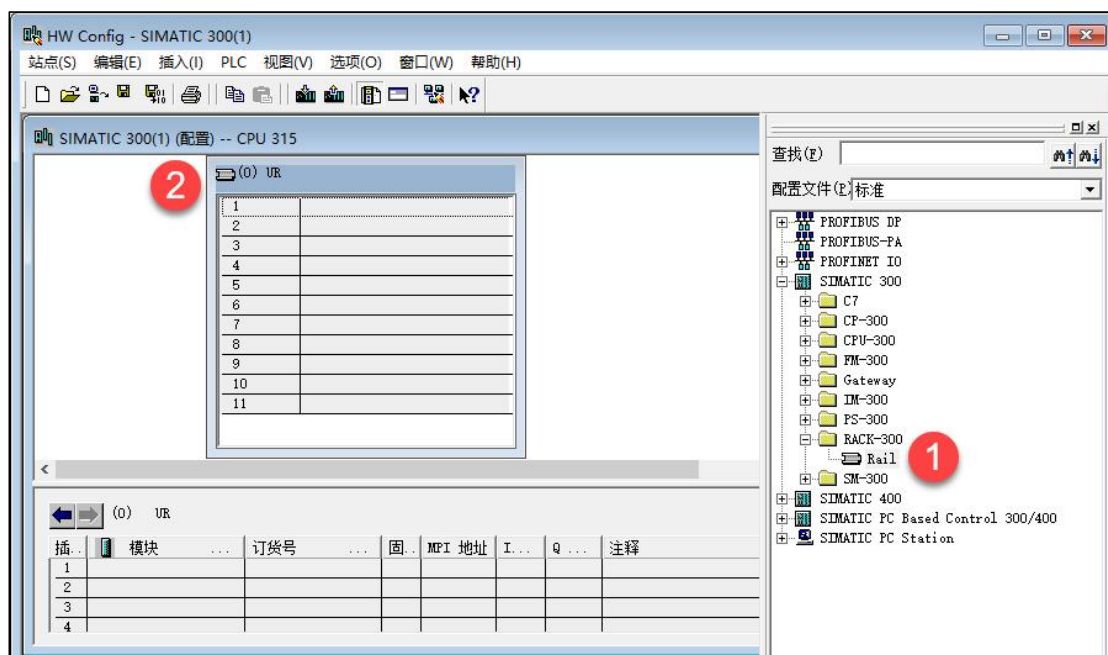 HW Config - SIMATIC 300(1)
站点(S) 编辑(E) 插入(I) PLC 视图(V) 选项(O) 窗口(W) 帮助(H)
SIMATIC 300(1) (配置) -- CPU 315
2
(0) UR
1
2
3
4
5
6
7
8
9
10
11
(0) UR
插.. 模块 ... 订货号 ... 固.. MPI 地址 I... Q ... 注释
1
2
3
4
查找(F)
配置文件(P) 标准
PROFIBUS DP
PROFIBUS-PA
PROFINET IO
SIMATIC 300
C7
CP-300
CPU-300
FM-300
Gateway
IM-300
PS-300
RACK-300
Rail
1
SM-300
SIMATIC 400
SIMATIC PC Based Control 300/400
SIMATIC PC Station